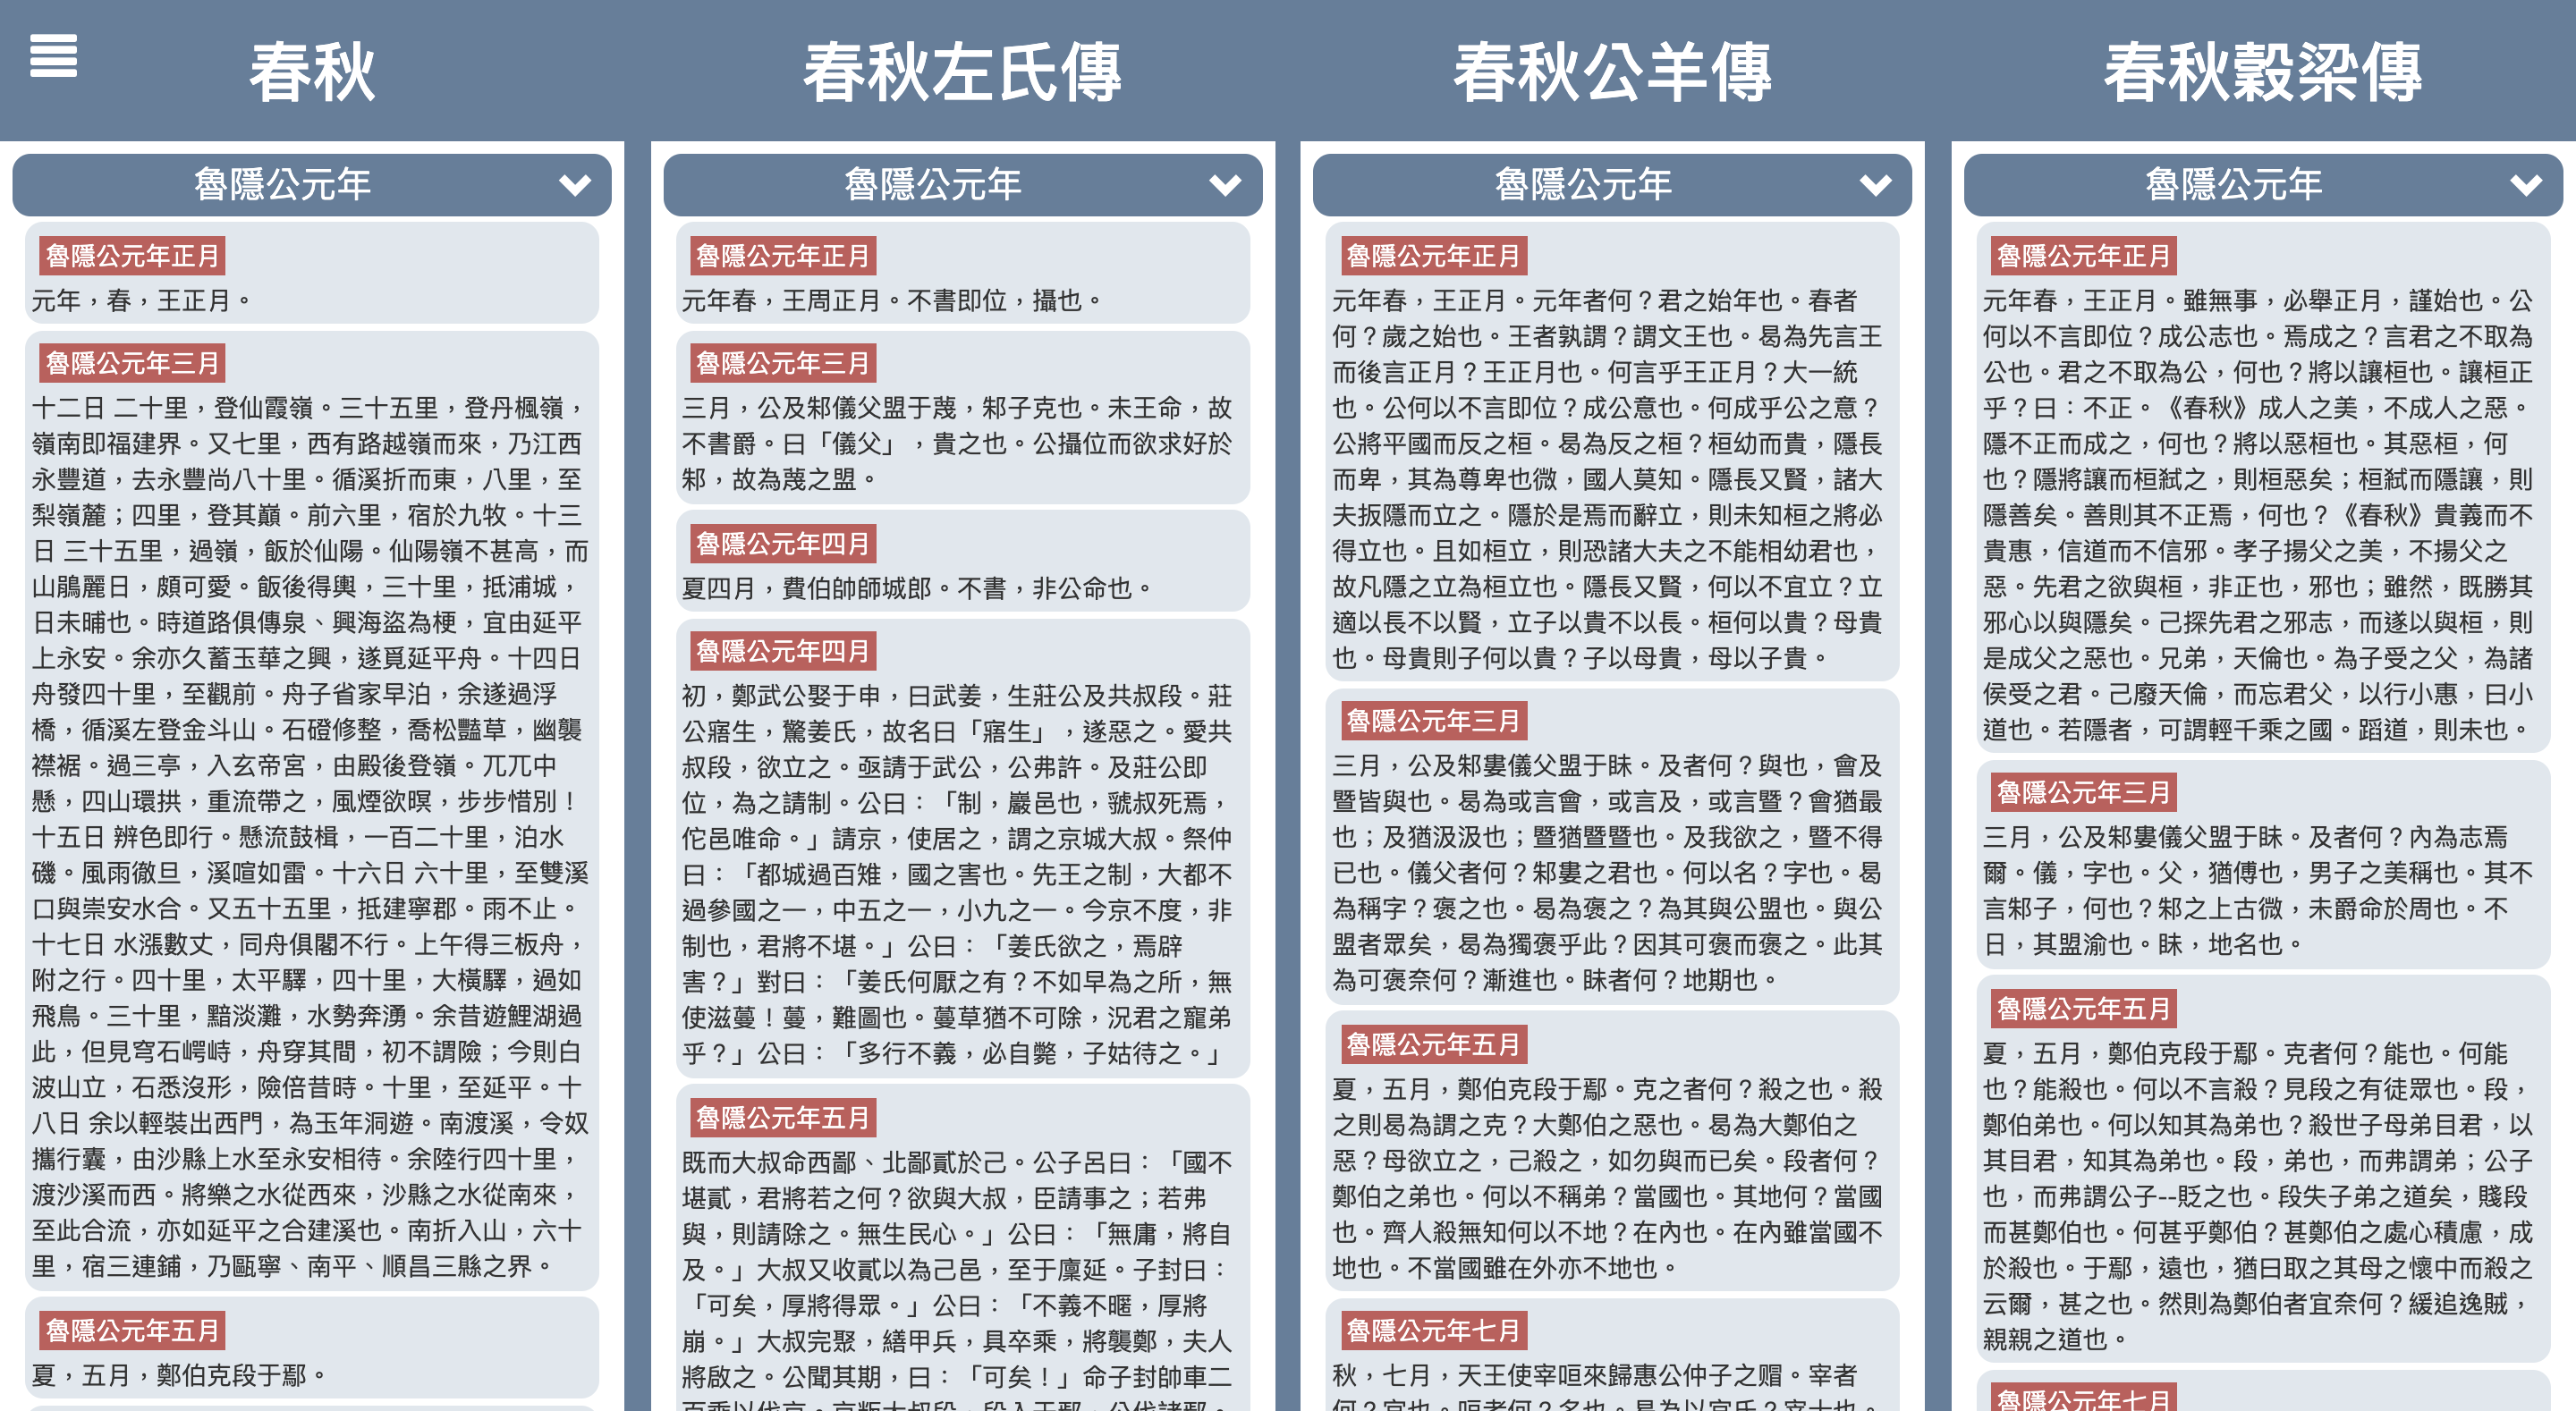 春秋
魯隱公元年
魯隱公元年正月
元年，春，王正月。
魯隱公元年三月
十二日 二十里，登仙霞嶺。三十五里，登丹楓嶺，
嶺南即福建界。又七里，西有路越嶺而來，乃江西
永豐道，去永豐尚八十里。循溪折而東，八里，至
梨嶺麓；四里，登其巔。前六里，宿於九牧。十三
日 三十五里，過嶺，飯於仙陽。仙陽嶺不甚高，而
山鵑麗日，頗可愛。飯後得輿，三十里，抵浦城，
日未晡也。時道路俱傳泉、興海盜為梗，宜由延平
上永安。余亦久蓄玉華之興，遂覓延平舟。十四日
舟發四十里，至觀前。舟子省家早泊，余遂過浮
橋，循溪左登金斗山。石磴修整，喬松豔草，幽襲
襟裾。過三亭，入玄帝宮，由殿後登嶺。兀兀中
懸，四山環拱，重流帶之，風煙欲暝，步步惜別！
十五日 辨色即行。懸流鼓楫，一百二十里，泊水
磯。風雨徹旦，溪喧如雷。十六日 六十里，至雙溪
口與崇安水合。又五十五里，抵建寧郡。雨不止。
十七日 水漲數丈，同舟俱閣不行。上午得三板舟，
附之行。四十里，太平驛，四十里，大橫驛，過如
飛鳥。三十里，黯淡灘，水勢奔湧。余昔遊鯉湖過
此，但見穹石崿峙，舟穿其間，初不謂險；今則白
波山立，石悉沒形，險倍昔時。十里，至延平。十
八日 余以輕裝出西門，為玉年洞遊。南渡溪，令奴
攜行囊，由沙縣上水至永安相待。余陸行四十里，
渡沙溪而西。將樂之水從西來，沙縣之水從南來，
至此合流，亦如延平之合建溪也。南折入山，六十
里，宿三連鋪，乃甌寧、南平、順昌三縣之界。
魯隱公元年五月
夏，五月，鄭伯克段于鄢。
春秋左氏傳
魯隱公元年
魯隱公元年正月
元年春，王周正月。不書即位，攝也。
魯隱公元年三月
三月，公及邾儀父盟于蔑，邾子克也。未王命，故
不書爵。曰「儀父」，貴之也。公攝位而欲求好於
邾，故為蔑之盟。
魯隱公元年四月
夏四月，費伯帥師城郎。不書，非公命也。
魯隱公元年四月
初，鄭武公娶于申，曰武姜，生莊公及共叔段。莊
公寤生，驚姜氏，故名曰「寤生」，遂惡之。愛共
叔段，欲立之。亟請于武公，公弗許。及莊公即
位，為之請制。公曰：「制，巖邑也，虢叔死焉，
佗邑唯命。」請京，使居之，謂之京城大叔。祭仲
曰：「都城過百雉，國之害也。先王之制，大都不
過參國之一，中五之一，小九之一。今京不度，非
制也，君將不堪。」公曰：「姜氏欲之，焉辟
害？」對曰：「姜氏何厭之有？不如早為之所，無
使滋蔓！蔓，難圖也。蔓草猶不可除，況君之寵弟
乎？」公曰：「多行不義，必自斃，子姑待之。」
魯隱公元年五月
既而大叔命西鄙、北鄙貳於己。公子呂曰：「國不
堪貳，君將若之何？欲與大叔，臣請事之；若弗
與，則請除之。無生民心。」公曰：「無庸，將自
及。」大叔又收貳以為己邑，至于廩延。子封曰：
「可矣，厚將得眾。」公曰：「不義不暱，厚將
崩。」大叔完聚，繕甲兵，具卒乘，將襲鄭，夫人
將啟之。公聞其期，曰：「可矣！」命子封帥車二
百乘以伐京。京叛大叔段，段入于鄢，公伐諸鄢。
春秋公羊傳
魯隱公元年
魯隱公元年正月
元年春，王正月。元年者何？君之始年也。春者
何？歲之始也。王者孰謂？謂文王也。曷為先言王
而後言正月？王正月也。何言乎王正月？大一統
也。公何以不言即位？成公意也。何成乎公之意？
公將平國而反之桓。曷為反之桓？桓幼而貴，隱長
而卑，其為尊卑也微，國人莫知。隱長又賢，諸大
夫扳隱而立之。隱於是焉而辭立，則未知桓之將必
得立也。且如桓立，則恐諸大夫之不能相幼君也，
故凡隱之立為桓立也。隱長又賢，何以不宜立？立
適以長不以賢，立子以貴不以長。桓何以貴？母貴
也。母貴則子何以貴？子以母貴，母以子貴。
魯隱公元年三月
三月，公及邾婁儀父盟于眜。及者何？與也，會及
暨皆與也。曷為或言會，或言及，或言暨？會猶最
也；及猶汲汲也；暨猶暨暨也。及我欲之，暨不得
已也。儀父者何？邾婁之君也。何以名？字也。曷
為稱字？褒之也。曷為褒之？為其與公盟也。與公
盟者眾矣，曷為獨褒乎此？因其可褒而褒之。此其
為可褒奈何？漸進也。眜者何？地期也。
魯隱公元年五月
夏，五月，鄭伯克段于鄢。克之者何？殺之也。殺
之則曷為謂之克？大鄭伯之惡也。曷為大鄭伯之
惡？母欲立之，己殺之，如勿與而已矣。段者何？
鄭伯之弟也。何以不稱弟？當國也。其地何？當國
也。齊人殺無知何以不地？在內也。在內雖當國不
地也。不當國雖在外亦不地也。
魯隱公元年七月
秋，七月，天王使宰咺來歸惠公仲子之赗。宰者
何？官也。咺者何？名也。曷為以官氏？宰士也。
春秋穀梁傳
魯隱公元年
魯隱公元年正月
元年春，王正月。雖無事，必舉正月，謹始也。公
何以不言即位？成公志也。焉成之？言君之不取為
公也。君之不取為公，何也？將以讓桓也。讓桓正
乎？曰：不正。《春秋》成人之美，不成人之惡。
隱不正而成之，何也？將以惡桓也。其惡桓，何
也？隱將讓而桓弒之，則桓惡矣；桓弒而隱讓，則
隱善矣。善則其不正焉，何也？《春秋》貴義而不
貴惠，信道而不信邪。孝子揚父之美，不揚父之
惡。先君之欲與桓，非正也，邪也；雖然，既勝其
邪心以與隱矣。己探先君之邪志，而遂以與桓，則
是成父之惡也。兄弟，天倫也。為子受之父，為諸
侯受之君。己廢天倫，而忘君父，以行小惠，曰小
道也。若隱者，可謂輕千乘之國。蹈道，則未也。
魯隱公元年三月
三月，公及邾婁儀父盟于眜。及者何？內為志焉
爾。儀，字也。父，猶傅也，男子之美稱也。其不
言邾子，何也？邾之上古微，未爵命於周也。不
日，其盟渝也。眜，地名也。
魯隱公元年五月
夏，五月，鄭伯克段于鄢。克者何？能也。何能
也？能殺也。何以不言殺？見段之有徒眾也。段，
鄭伯弟也。何以知其為弟也？殺世子母弟目君，以
其目君，知其為弟也。段，弟也，而弗謂弟；公子
也，而弗謂公子--貶之也。段失子弟之道矣，賤段
而甚鄭伯也。何甚乎鄭伯？甚鄭伯之處心積慮，成
於殺也。于鄢，遠也，猶曰取之其母之懷中而殺之
云爾，甚之也。然則為鄭伯者宜奈何？緩追逸賊，
親親之道也。
魯隱公元年七月